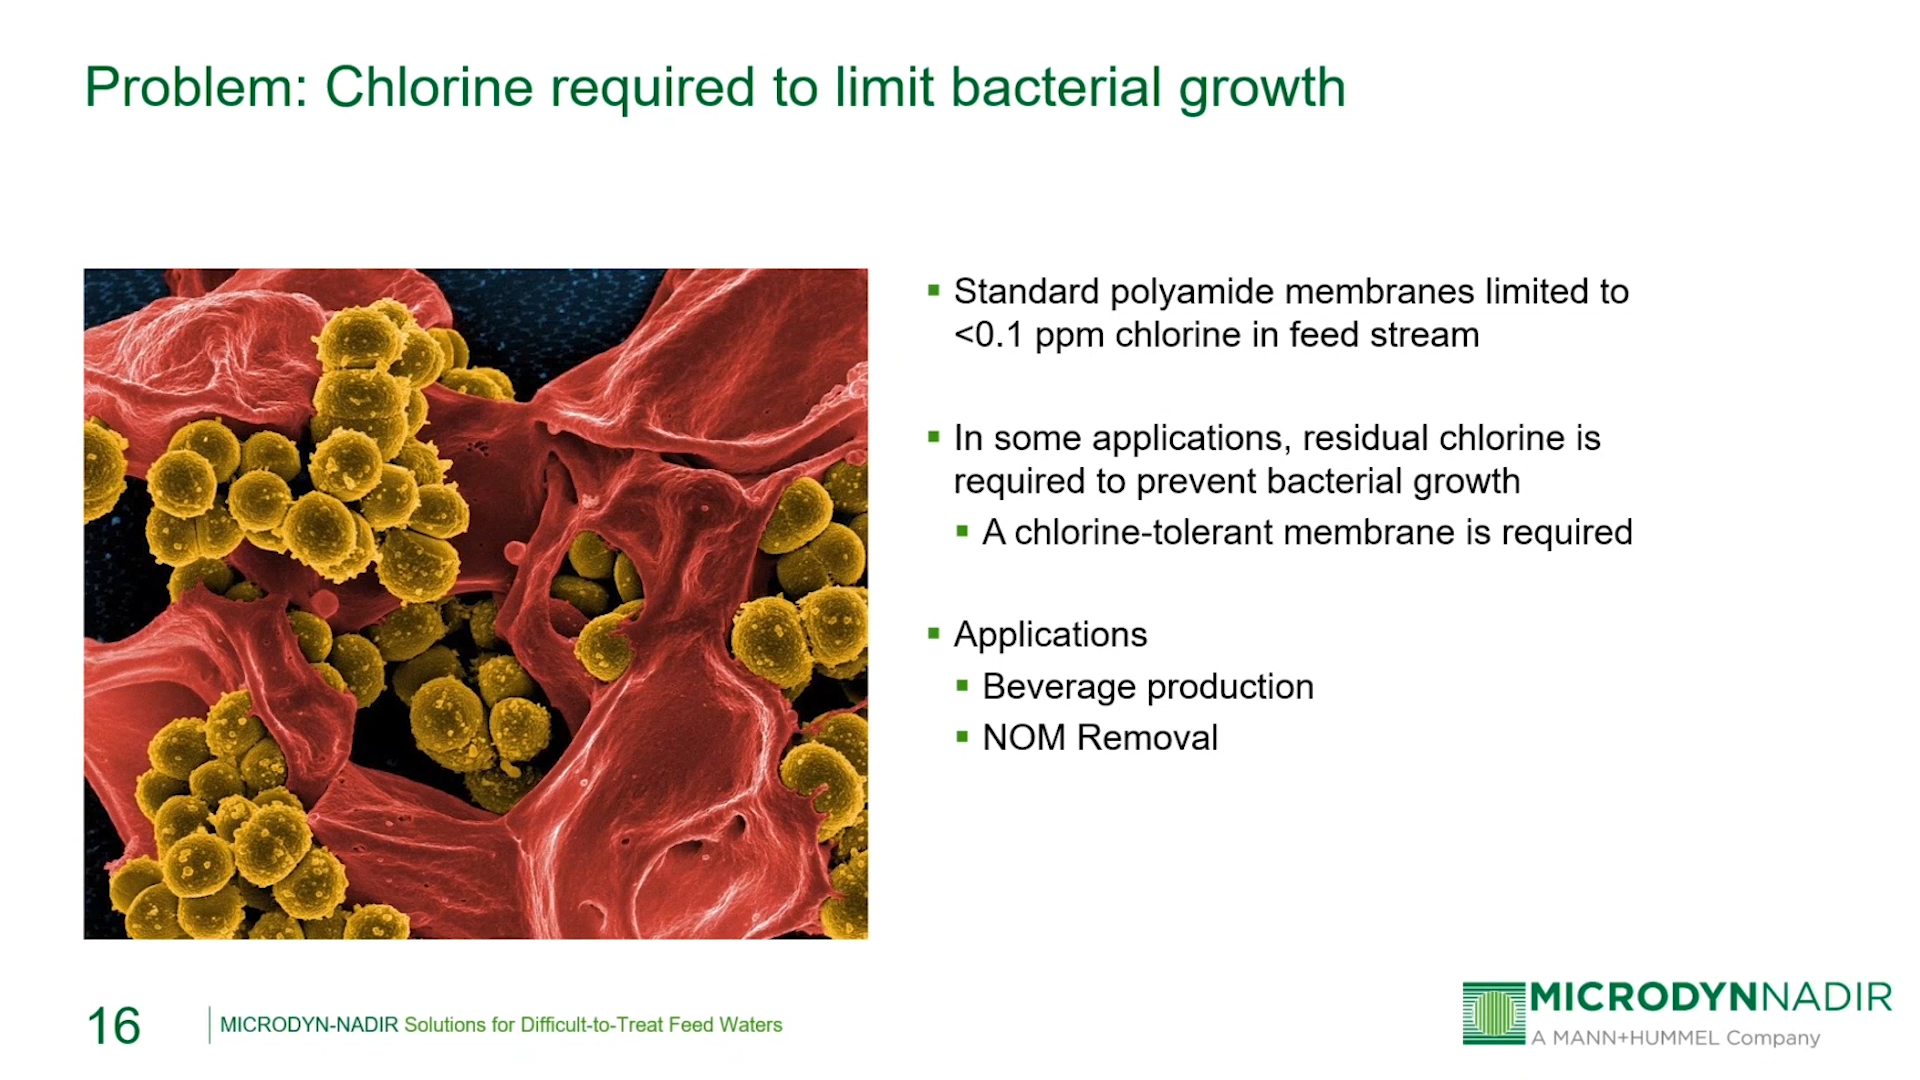 Problem: Chlorine required to limit bacterial growth
Standard polyamide membranes limited to
<0.1 ppm chlorine in feed stream
In some applications, residual chlorine is
required to prevent bacterial growth
A chlorine-tolerant membrane is required
Applications
Beverage production
NOM Removal
16
MICRODYN-NADIR Solutions for Difficult-to-Treat Feed Waters
MICRODYNNADIR
A MANN+HUMMEL Company